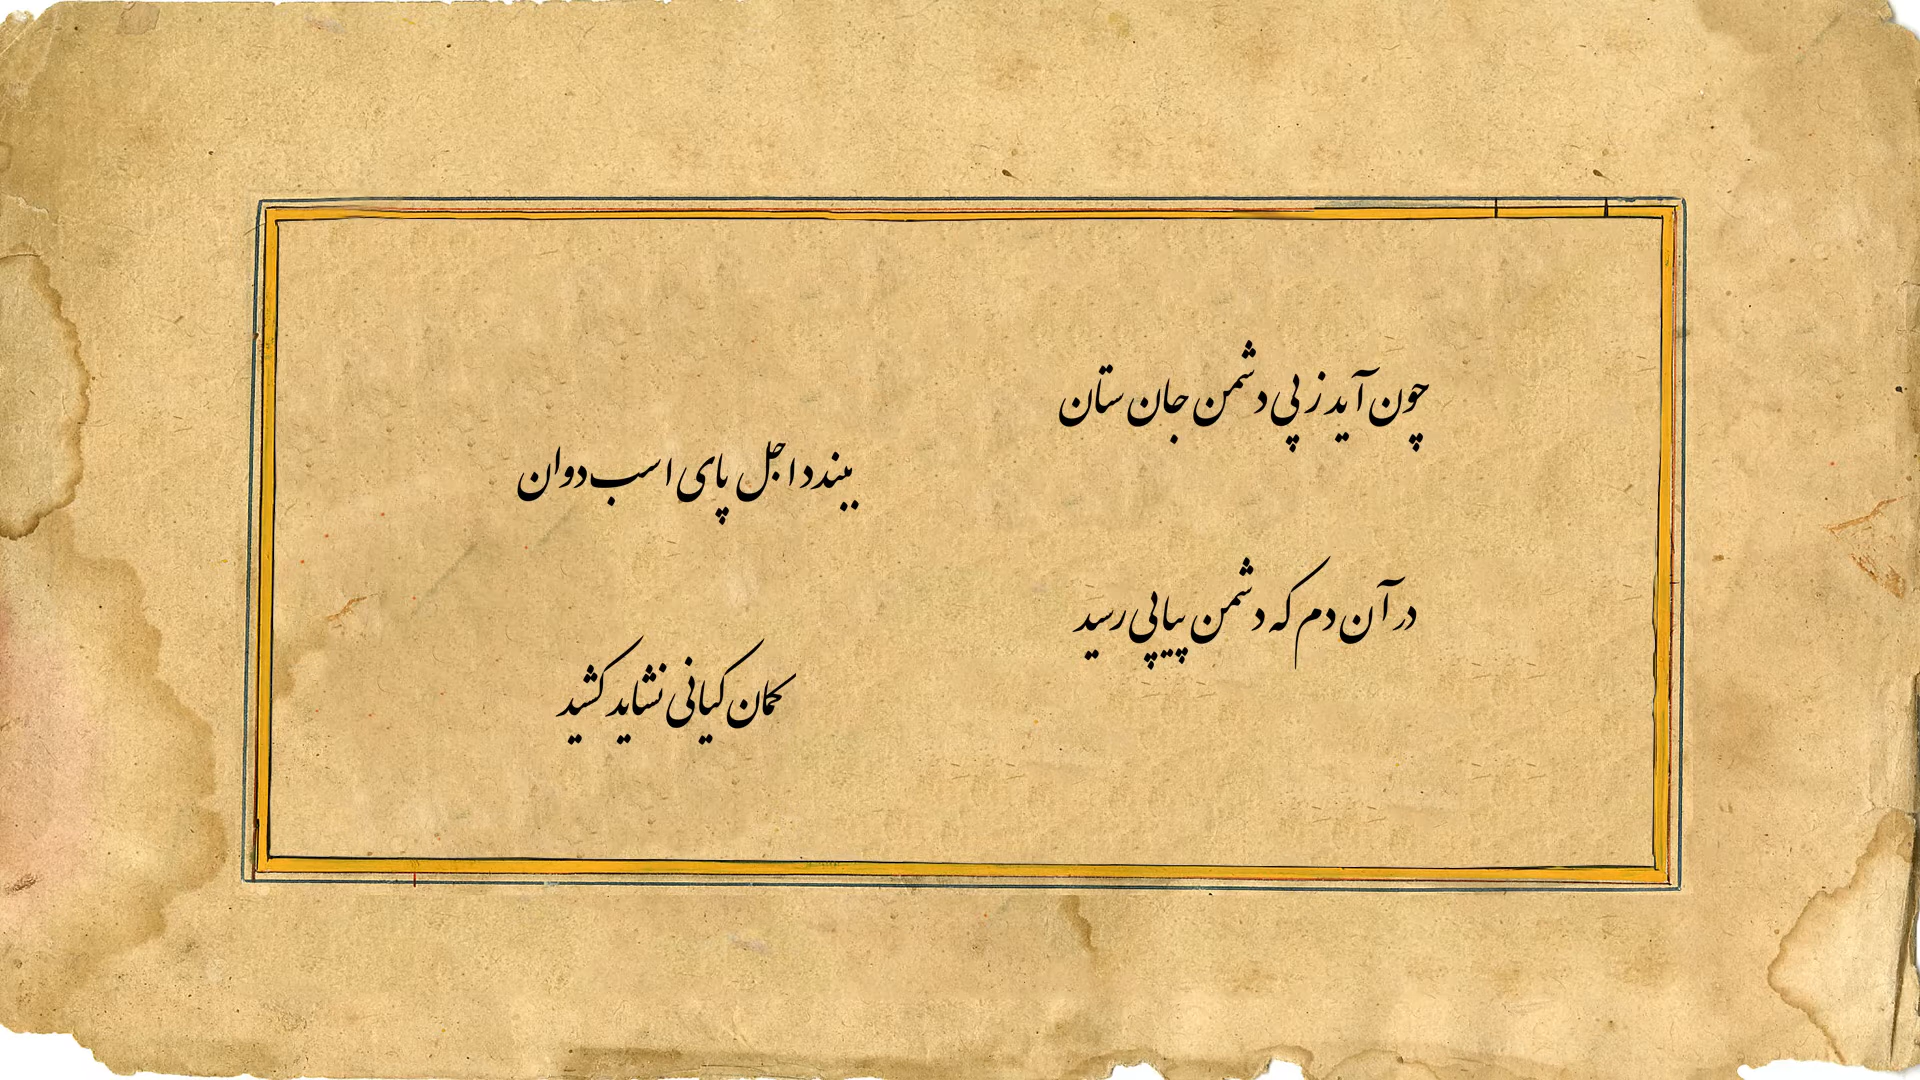 چون آید ز پی دشمن جان ستان
ببندد اجل پای اسب دوان
در آن دم که دشمن پیاپی رسید
کمان کیانی نشاید کشید